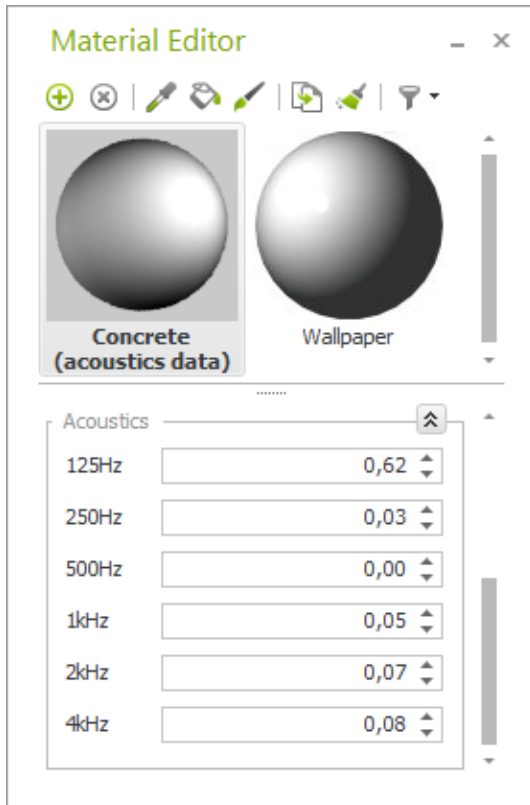 Material Editor
Concrete
(acoustics data)
Wallpaper
Acoustics
125Hz 0,62
250Hz 0,03
500Hz 0,00
1kHz 0,05
2kHz 0,07
4kHz 0,08